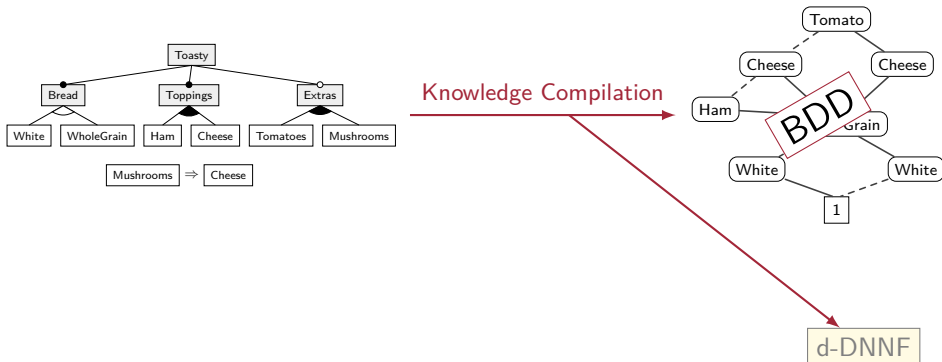 Toasty
Bread Toppings Extras
White WholeGrain Ham Cheese Tomatoes Mushrooms
Mushrooms ⇒ Cheese
Knowledge Compilation
Tomato
Cheese Cheese
Ham
BDD
Grain
White White
1
d-DNNF